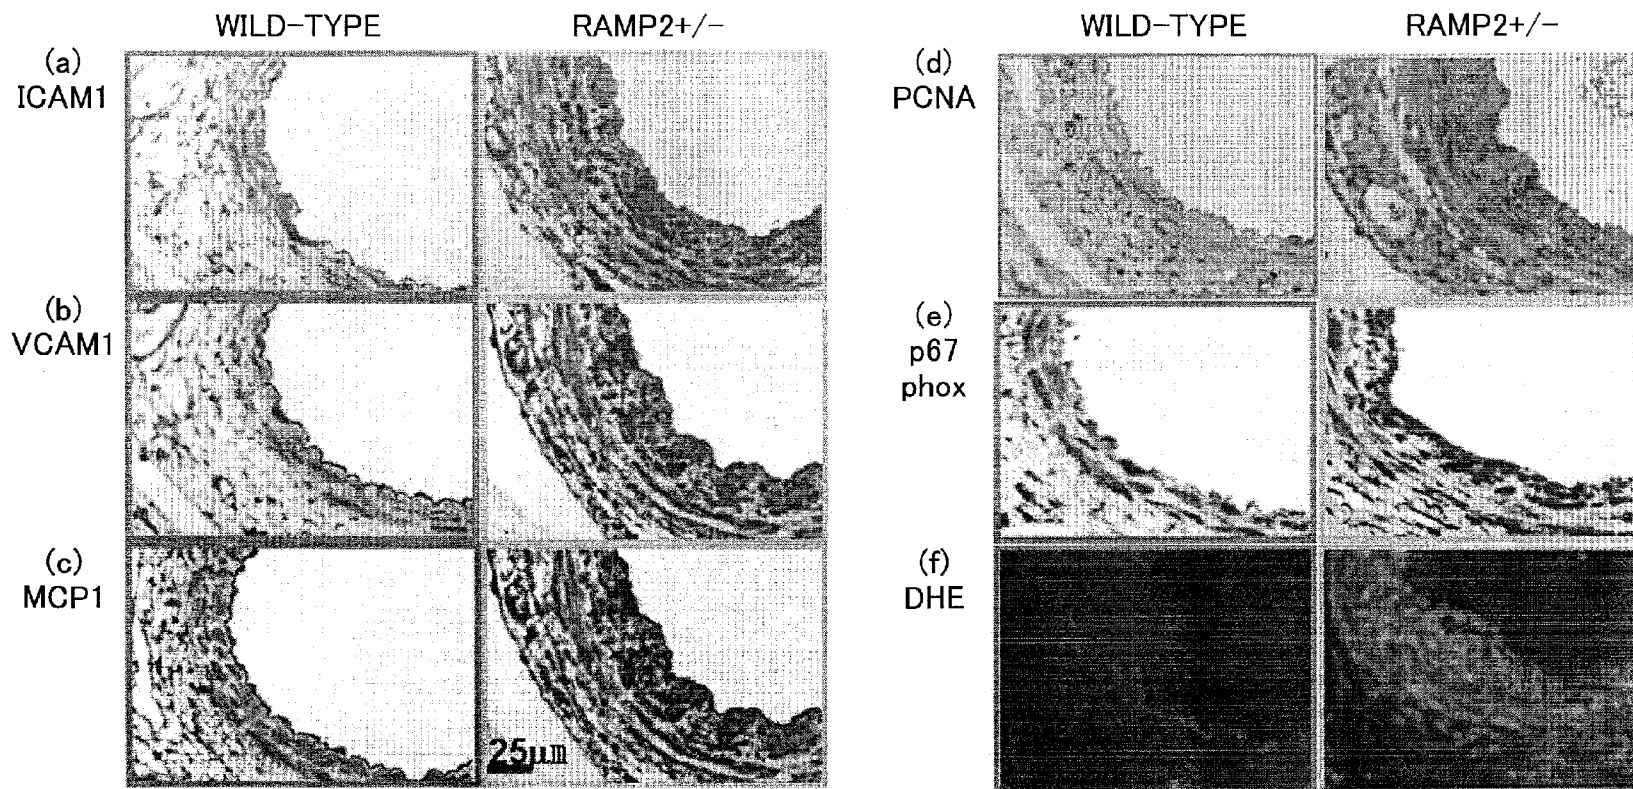 WILD-TYPE RAMP2+/-
(a)
ICAM1
(b)
VCAM1
(c)
MCP1
25μm
WILD-TYPE RAMP2+/-
(d)
PCNA
(e)
p67
phox
(f)
DHE